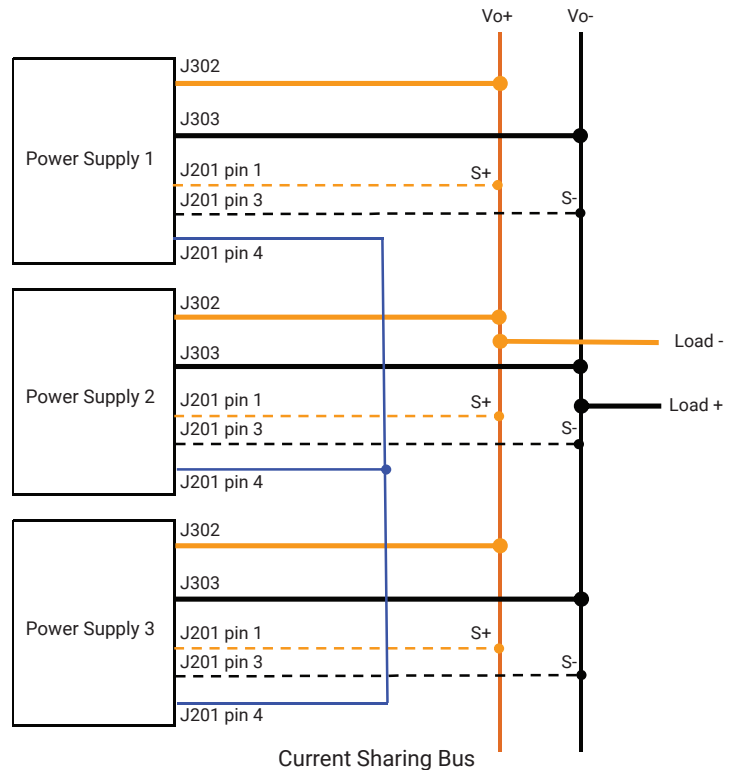 Vo+ Vo-
J302
J303
Power Supply 1
J201 pin 1 S+
J201 pin 3 S-
J201 pin 4
J302
Load -
J303
Power Supply 2
J201 pin 1 S+
Load +
J201 pin 3 S-
J201 pin 4
J302
J303
Power Supply 3
J201 pin 1 S+
J201 pin 3 S-
J201 pin 4
Current Sharing Bus